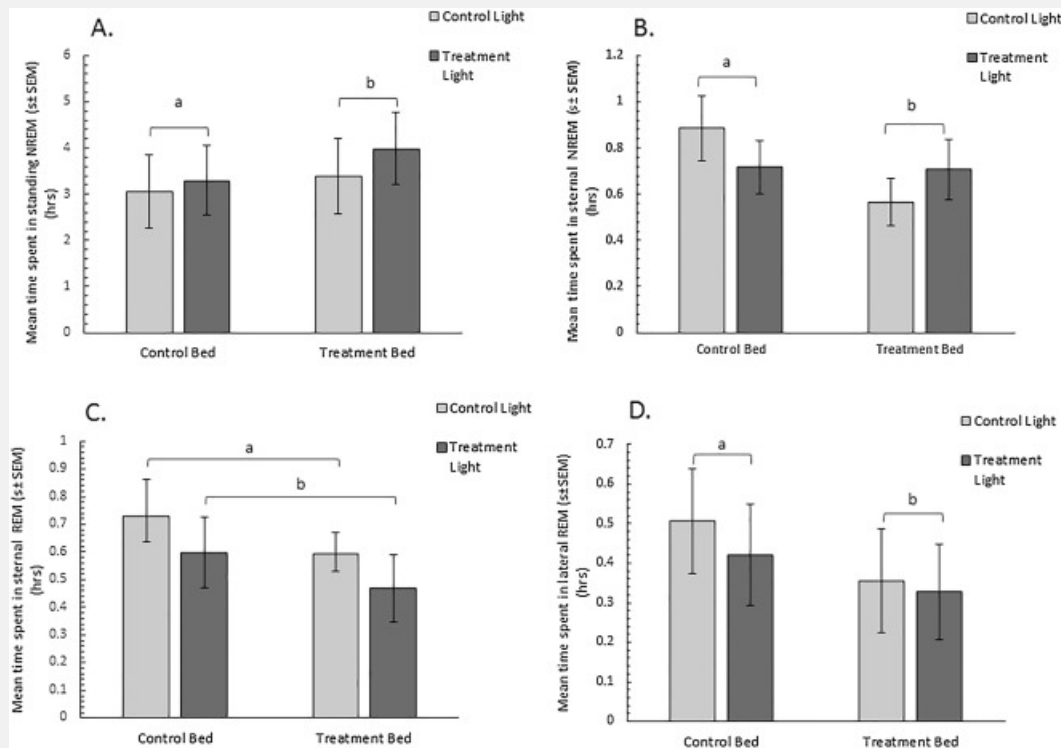 A.
Control Light
Treatment
Light
Mean time spent in standing NREM (s±SEM)
(hrs)
6
5
4
3
2
1
0
a
b
Control Bed
Treatment Bed
B.
Control Light
Treatment
Light
Mean time spent in sternal NREM (s±SEM)
(hrs)
1.2
1
0.8
0.6
0.4
0.2
0
a
b
Control Bed
Treatment Bed
C.
Control Light
Treatment
Light
Mean time spent in sternal REM (s±SEM)
(hrs)
1
0.9
0.8
0.7
0.6
0.5
0.4
0.3
0.2
0.1
0
a
b
Control Bed
Treatment Bed
D.
Control Light
Treatment
Light
Mean time spent in lateral REM (s±SEM)
(hrs)
0.7
0.6
0.5
0.4
0.3
0.2
0.1
0
a
b
Control Bed
Treatment Bed